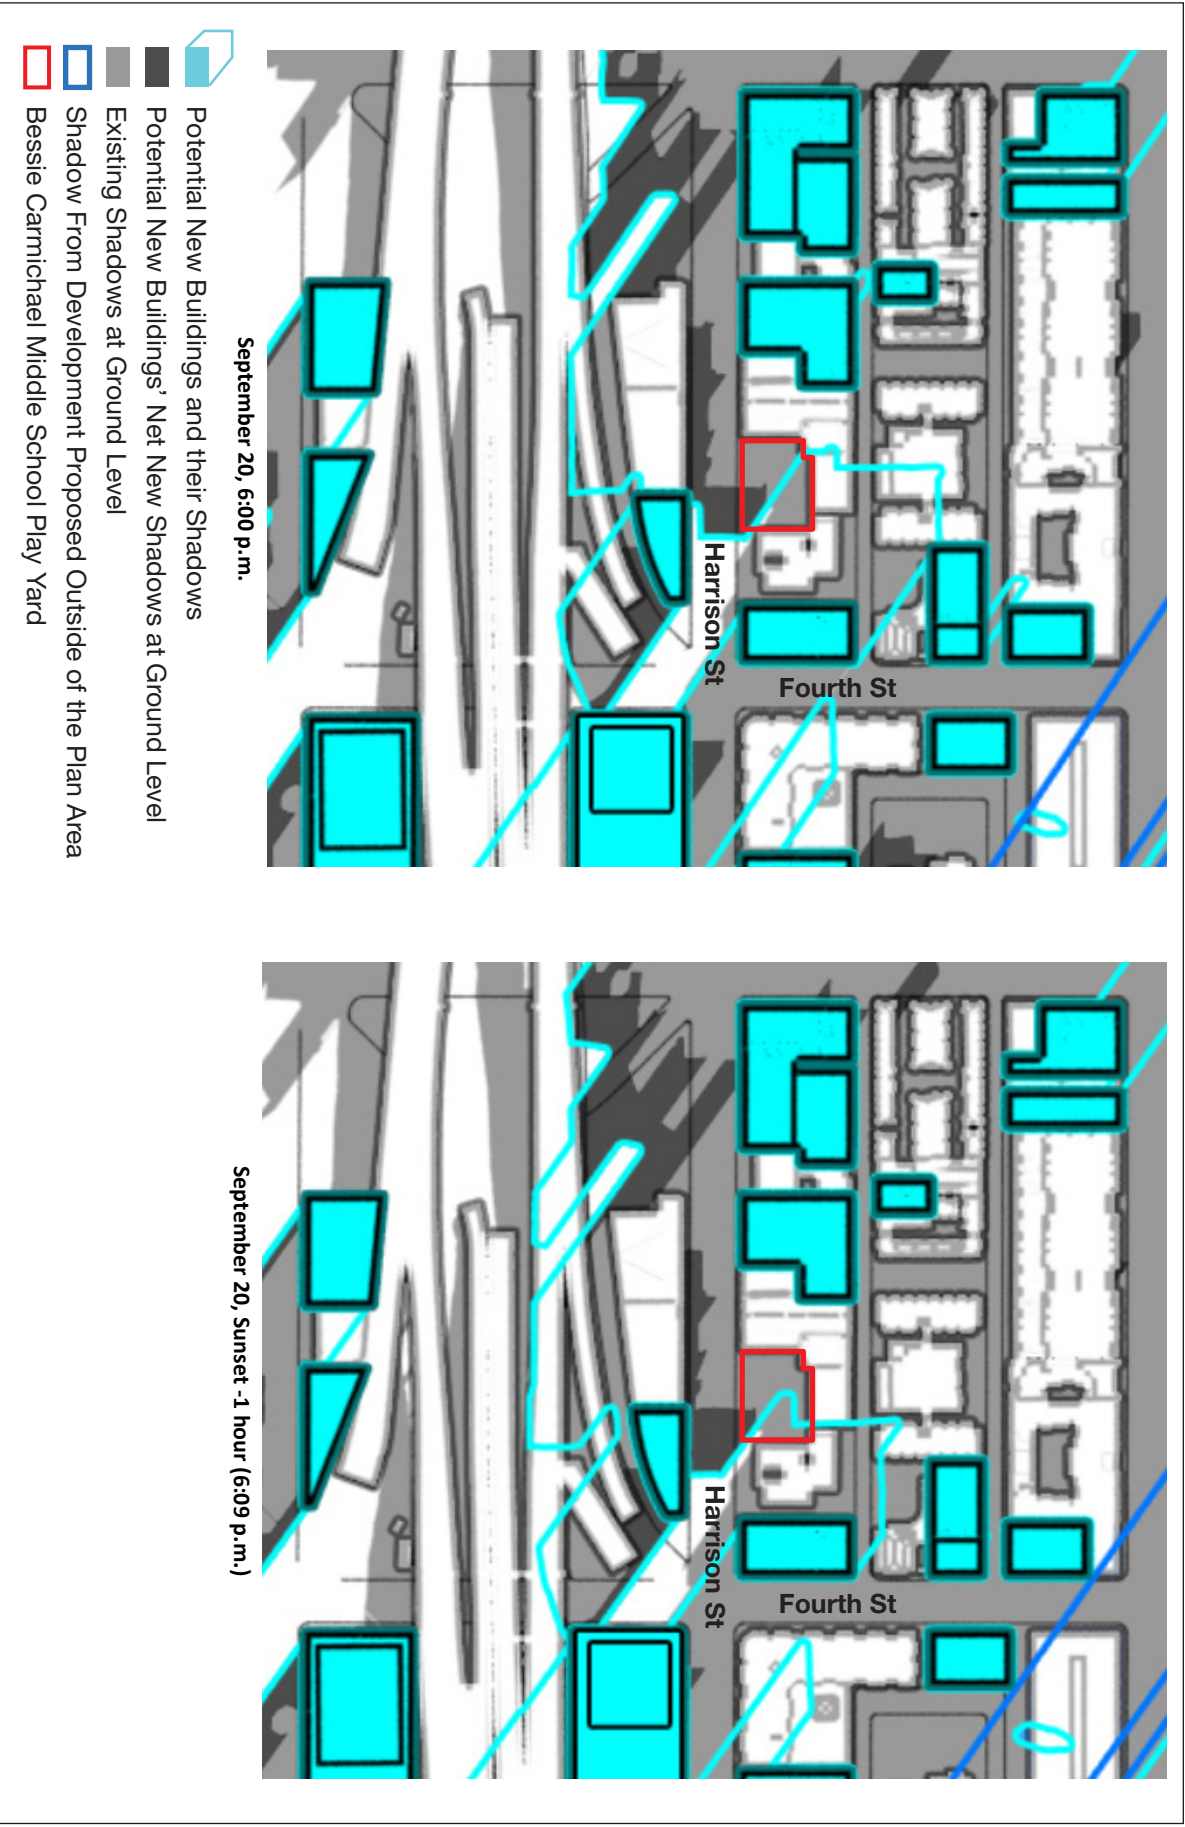 Potential New Buildings and their Shadows
Potential New Buildings’ Net New Shadows at Ground Level
Existing Shadows at Ground Level
Shadow From Development Proposed Outside of the Plan Area
Bessie Carmichael Middle School Play Yard
Harrison St
Fourth St
September 20, 6:00 p.m.
Harrison St
Fourth St
September 20, Sunset -1 hour (6:09 p.m.)